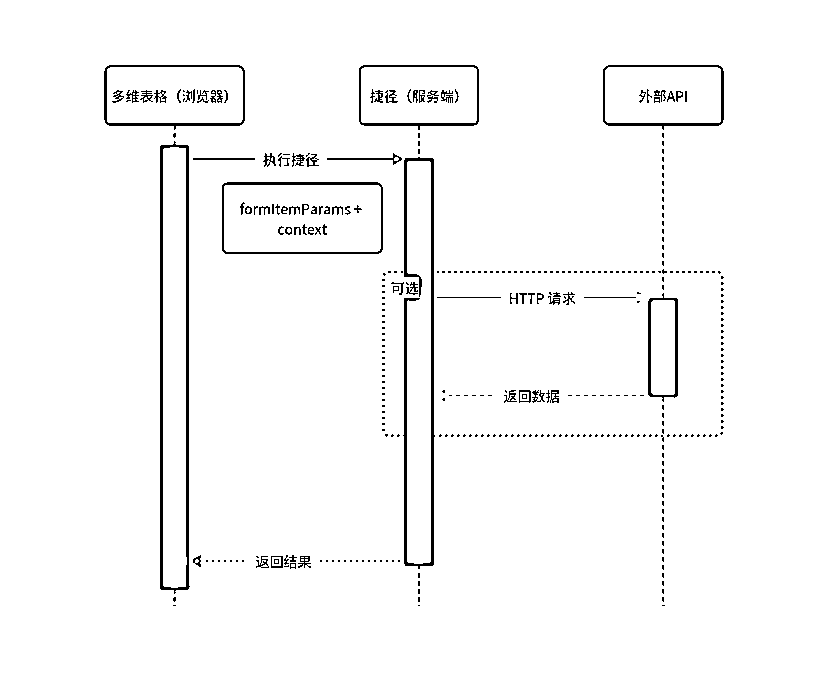 多维表格（浏览器）
捷径（服务端）
外部API
执行捷径
formItemParams +
context
可选
HTTP 请求
返回数据
返回结果